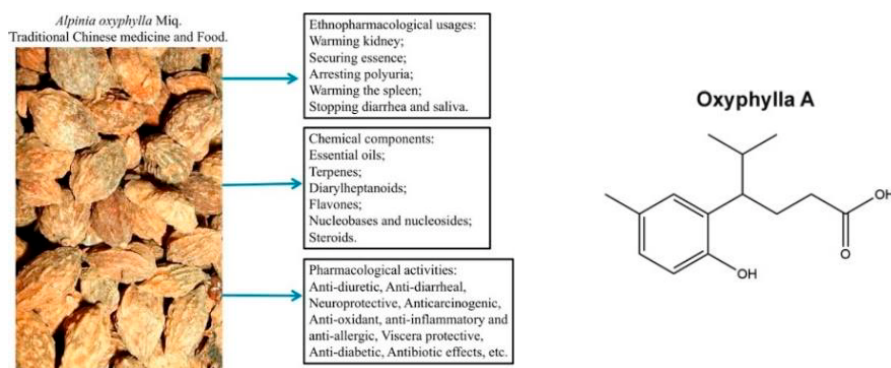 Alpinia oxyphylla Miq.
Traditional Chinese medicine and Food.
Ethnopharmacological usages:
Warming kidney;
Securing essence;
Arresting polyuria;
Warming the spleen;
Stopping diarrhea and saliva.
Chemical components:
Essential oils;
Terpenes;
Diarylheptanoids;
Flavones;
Nucleobases and nucleosides;
Steroids.
Pharmacological activities:
Anti-diuretic, Anti-diarrheal,
Neuroprotective, Anticarcinogenic,
Anti-oxidant, anti-inflammatory and
anti-allergic, Viscera protective,
Anti-diabetic, Antibiotic effects, etc.
Oxyphylla A
OH
O
OH